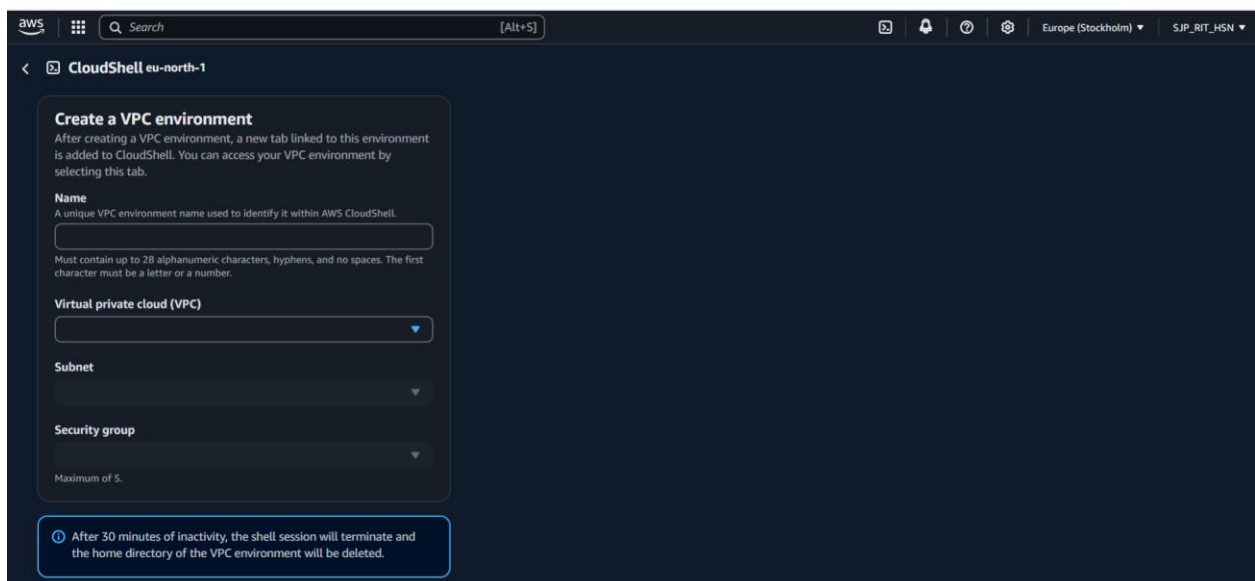 aws
Search [Alt+S]
Europe (Stockholm) ▼ SJP_RIT_HSN ▼
CloudShell eu-north-1
Create a VPC environment
After creating a VPC environment, a new tab linked to this environment
is added to CloudShell. You can access your VPC environment by
selecting this tab.
Name
A unique VPC environment name used to identify it within AWS CloudShell.
Must contain up to 28 alphanumeric characters, hyphens, and no spaces. The first
character must be a letter or a number.
Virtual private cloud (VPC)
Subnet
Security group
Maximum of 5.
After 30 minutes of inactivity, the shell session will terminate and
the home directory of the VPC environment will be deleted.